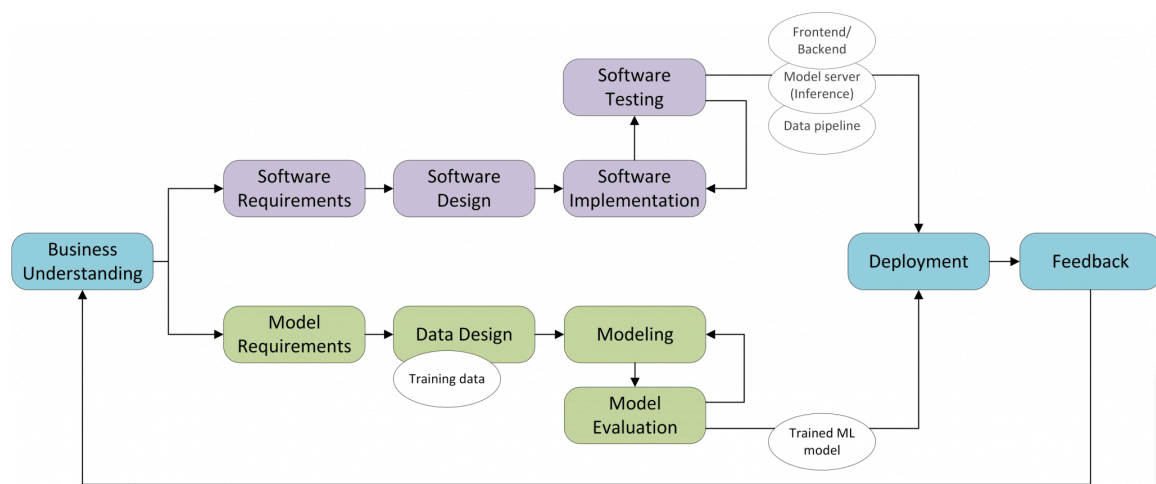 Frontend/
Backend
Software
Testing
Model server
(Inference)
Data pipeline
Software
Requirements
Software
Design
Software
Implementation
Business
Understanding
Deployment
Feedback
Model
Requirements
Data Design
Modeling
Training data
Model
Evaluation
Trained ML
model